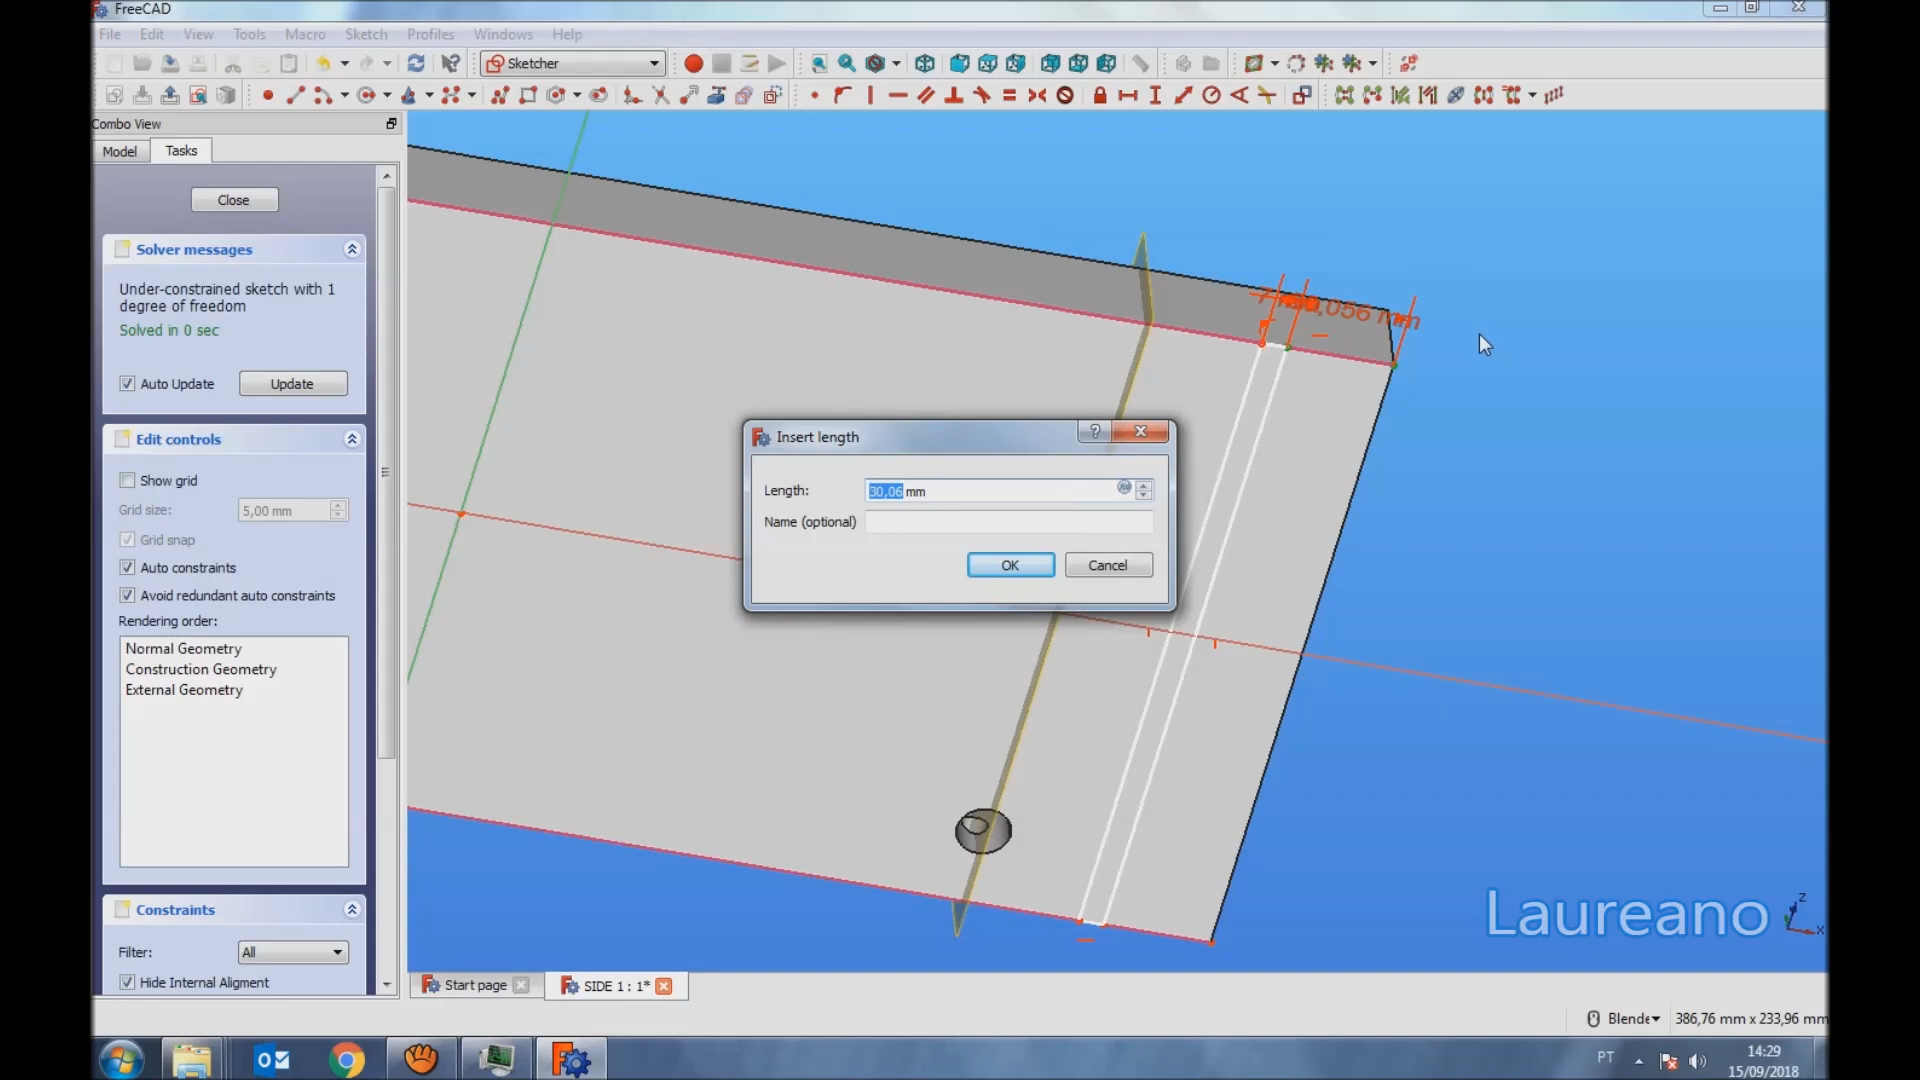 FreeCAD
File Edit View Tools Macro Sketch Profiles Windows Help
Sketcher
Combo View
Model Tasks
Close
Solver messages
Under-constrained sketch with 1
degree of freedom
Solved in 0 sec
Auto Update Update
Edit controls
Show grid
Grid size: 5,00 mm
Grid snap
Auto constraints
Avoid redundant auto constraints
Rendering order:
Normal Geometry
Construction Geometry
External Geometry
Constraints
Filter: All
Hide Internal Aligment
,056 mm
Insert length
Length: 30,06 mm
Name (optional)
OK Cancel
Laureano
Z
X
Start page SIDE 1 : 1*
Blende 386,76 mm x 233,96 mm
PT 14:29
15/09/2018